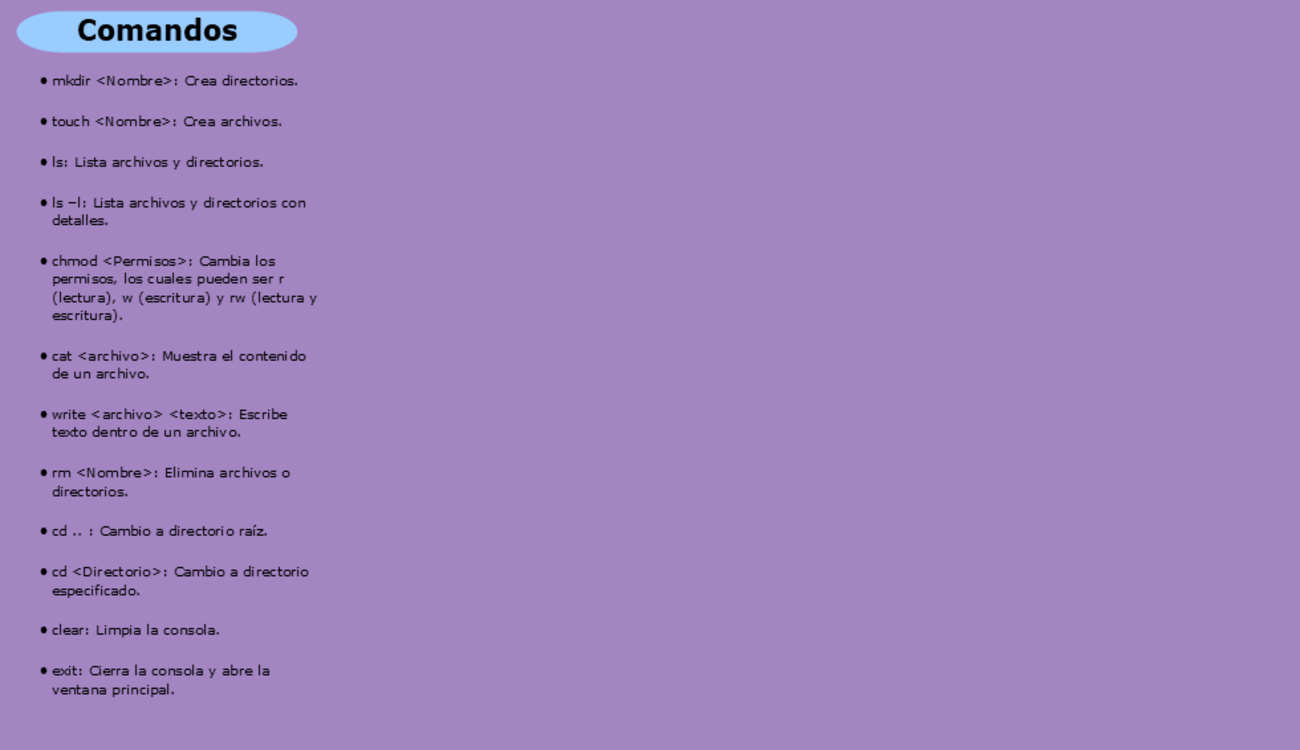 Comandos
• mkdir <Nombre>: Crea directorios.
• touch <Nombre>: Crea archivos.
• ls: Lista archivos y directorios.
• ls –l: Lista archivos y directorios con
detalles.
• chmod <Permisos>: Cambia los
permisos, los cuales pueden ser r
(lectura), w (escritura) y rw (lectura y
escritura).
• cat <archivo>: Muestra el contenido
de un archivo.
• write <archivo> <texto>: Escribe
texto dentro de un archivo.
• rm <Nombre>: Elimina archivos o
directorios.
• cd .. : Cambio a directorio raíz.
• cd <Directorio>: Cambio a directorio
especificado.
• clear: Limpia la consola.
• exit: Cierra la consola y abre la
ventana principal.